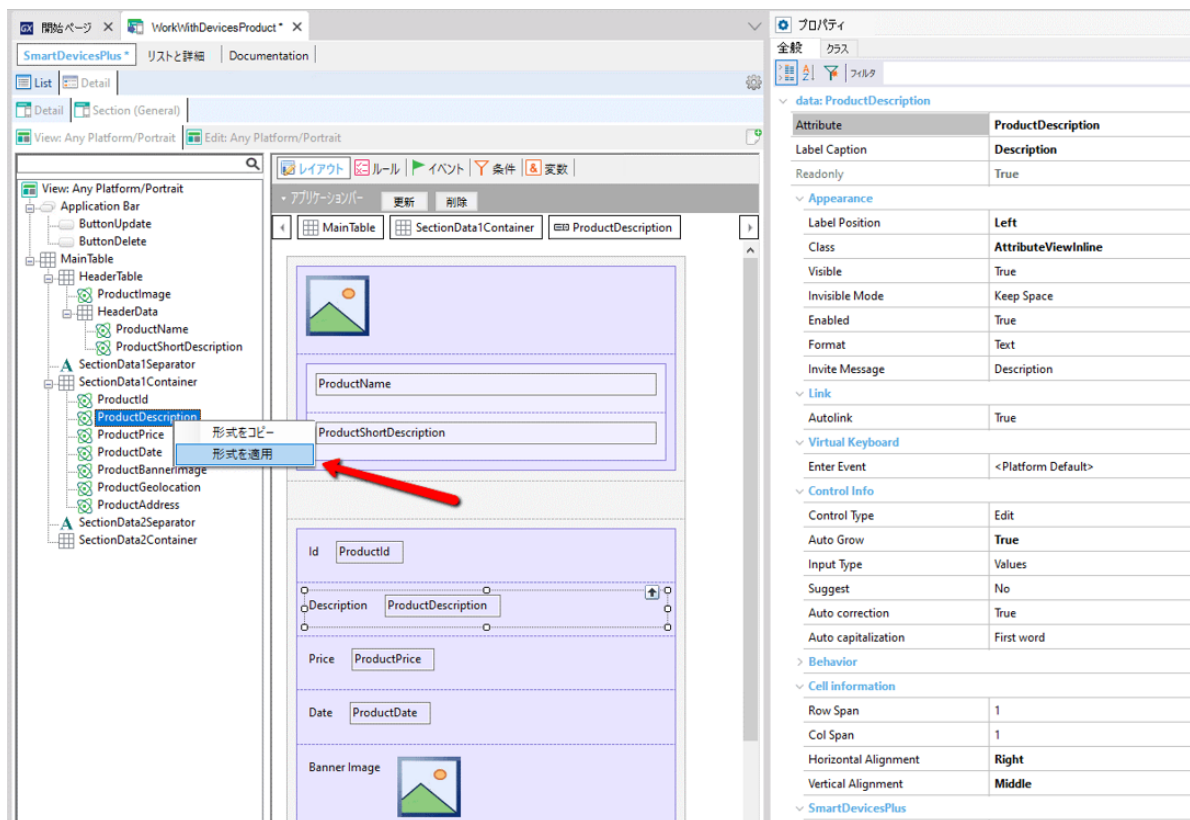 開始ページ
WorkWithDevicesProduct *
SmartDevicesPlus *
リストと詳細
Documentation
List
Detail
Detail
Section (General)
View: Any Platform/Portrait
Edit: Any Platform/Portrait
View: Any Platform/Portrait
Application Bar
ButtonUpdate
ButtonDelete
MainTable
HeaderTable
ProductImage
HeaderData
ProductName
ProductShortDescription
SectionData1Separator
SectionData1Container
ProductId
ProductDescription
ProductPrice
ProductDate
ProductBannerImage
ProductGeolocation
ProductAddress
SectionData2Separator
SectionData2Container
形式をコピー
形式を適用
レイアウト
ルール
イベント
条件
変数
アプリケーションバー
更新
削除
MainTable
SectionData1Container
ProductDescription
ProductName
ProductShortDescription
Id
ProductId
Description
ProductDescription
Price
ProductPrice
Date
ProductDate
Banner Image
プロパティ
全般
クラス
フィルタ
data: ProductDescription
Attribute
ProductDescription
Label Caption
Description
Readonly
True
Appearance
Label Position
Left
Class
AttributeViewInline
Visible
True
Invisible Mode
Keep Space
Enabled
True
Format
Text
Invite Message
Description
Link
Autolink
True
Virtual Keyboard
Enter Event
<Platform Default>
Control Info
Control Type
Edit
Auto Grow
True
Input Type
Values
Suggest
No
Auto correction
True
Auto capitalization
First word
Behavior
Cell information
Row Span
1
Col Span
1
Horizontal Alignment
Right
Vertical Alignment
Middle
SmartDevicesPlus